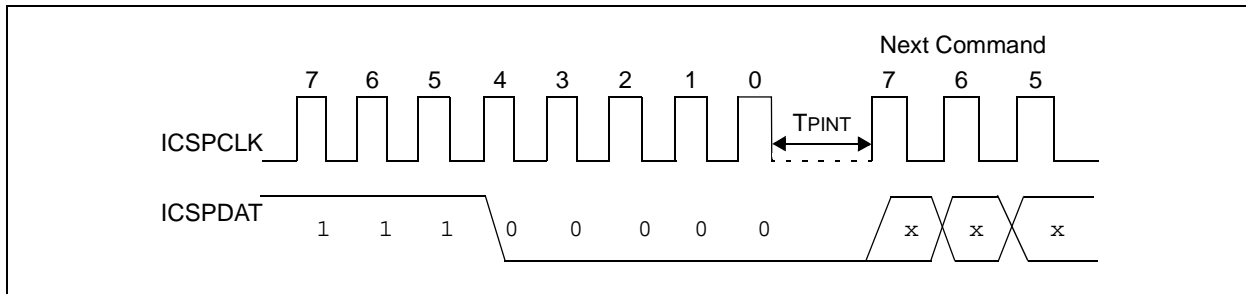 Next Command
7 6 5 4 3 2 1 0 7 6 5
TPINT
ICSPCLK
ICSPDAT
1 1 1 0 0 0 0 0 x x x